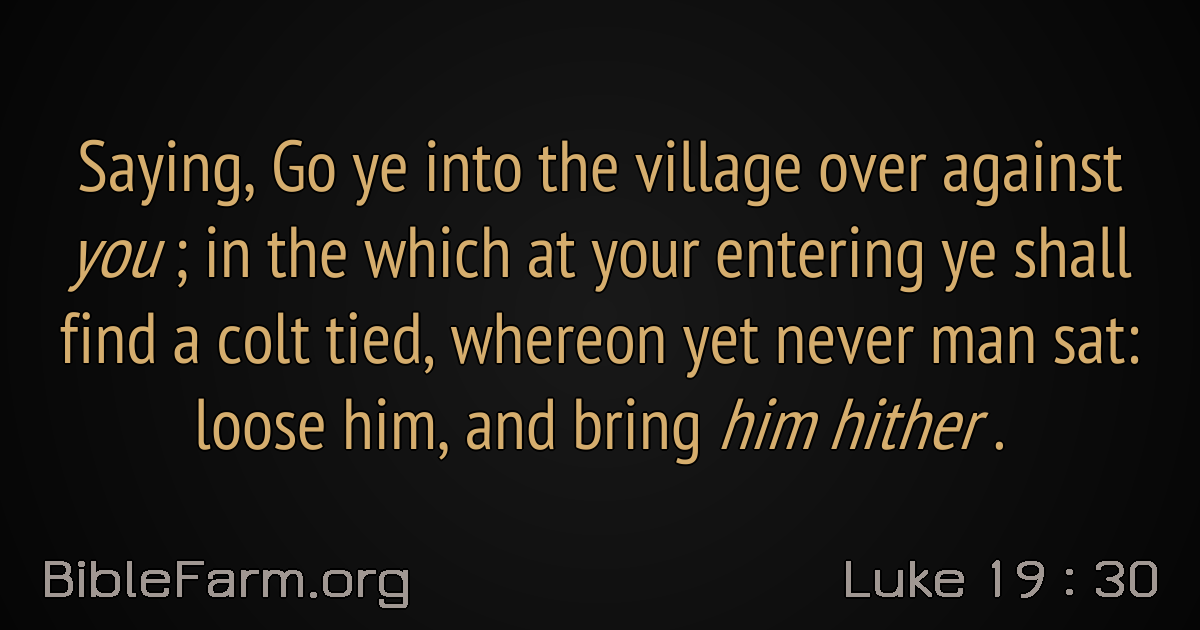 Saying, Go ye into the village over against
you ; in the which at your entering ye shall
find a colt tied, whereon yet never man sat:
loose him, and bring him hither .
BibleFarm.org
Luke 19 : 30